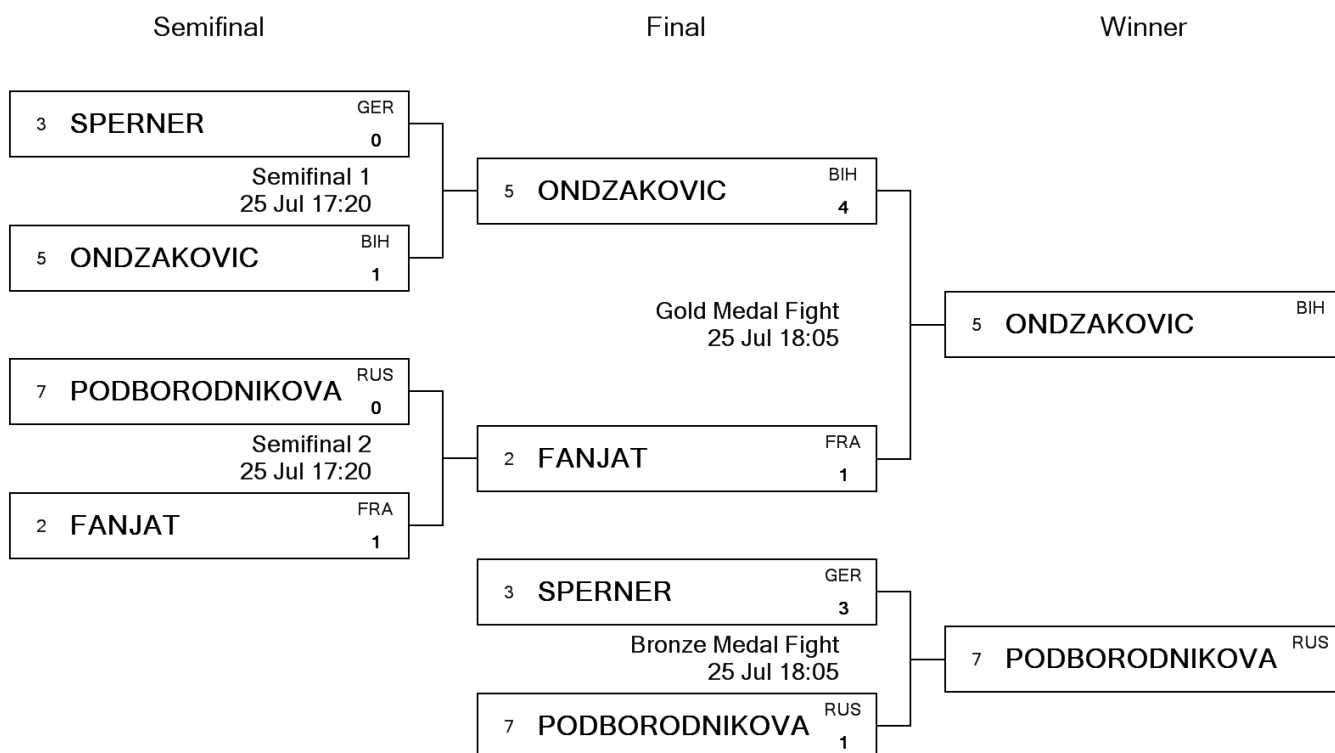 Semifinal Final Winner
3 SPERNER GER 0
Semifinal 1
25 Jul 17:20
5 ONDZAKOVIC BIH 1
7 PODBORODNIKOVA RUS 0
Semifinal 2
25 Jul 17:20
2 FANJAT FRA 1
5 ONDZAKOVIC BIH 4
Gold Medal Fight
25 Jul 18:05
2 FANJAT FRA 1
3 SPERNER GER 3
Bronze Medal Fight
25 Jul 18:05
7 PODBORODNIKOVA RUS 1
5 ONDZAKOVIC BIH
7 PODBORODNIKOVA RUS